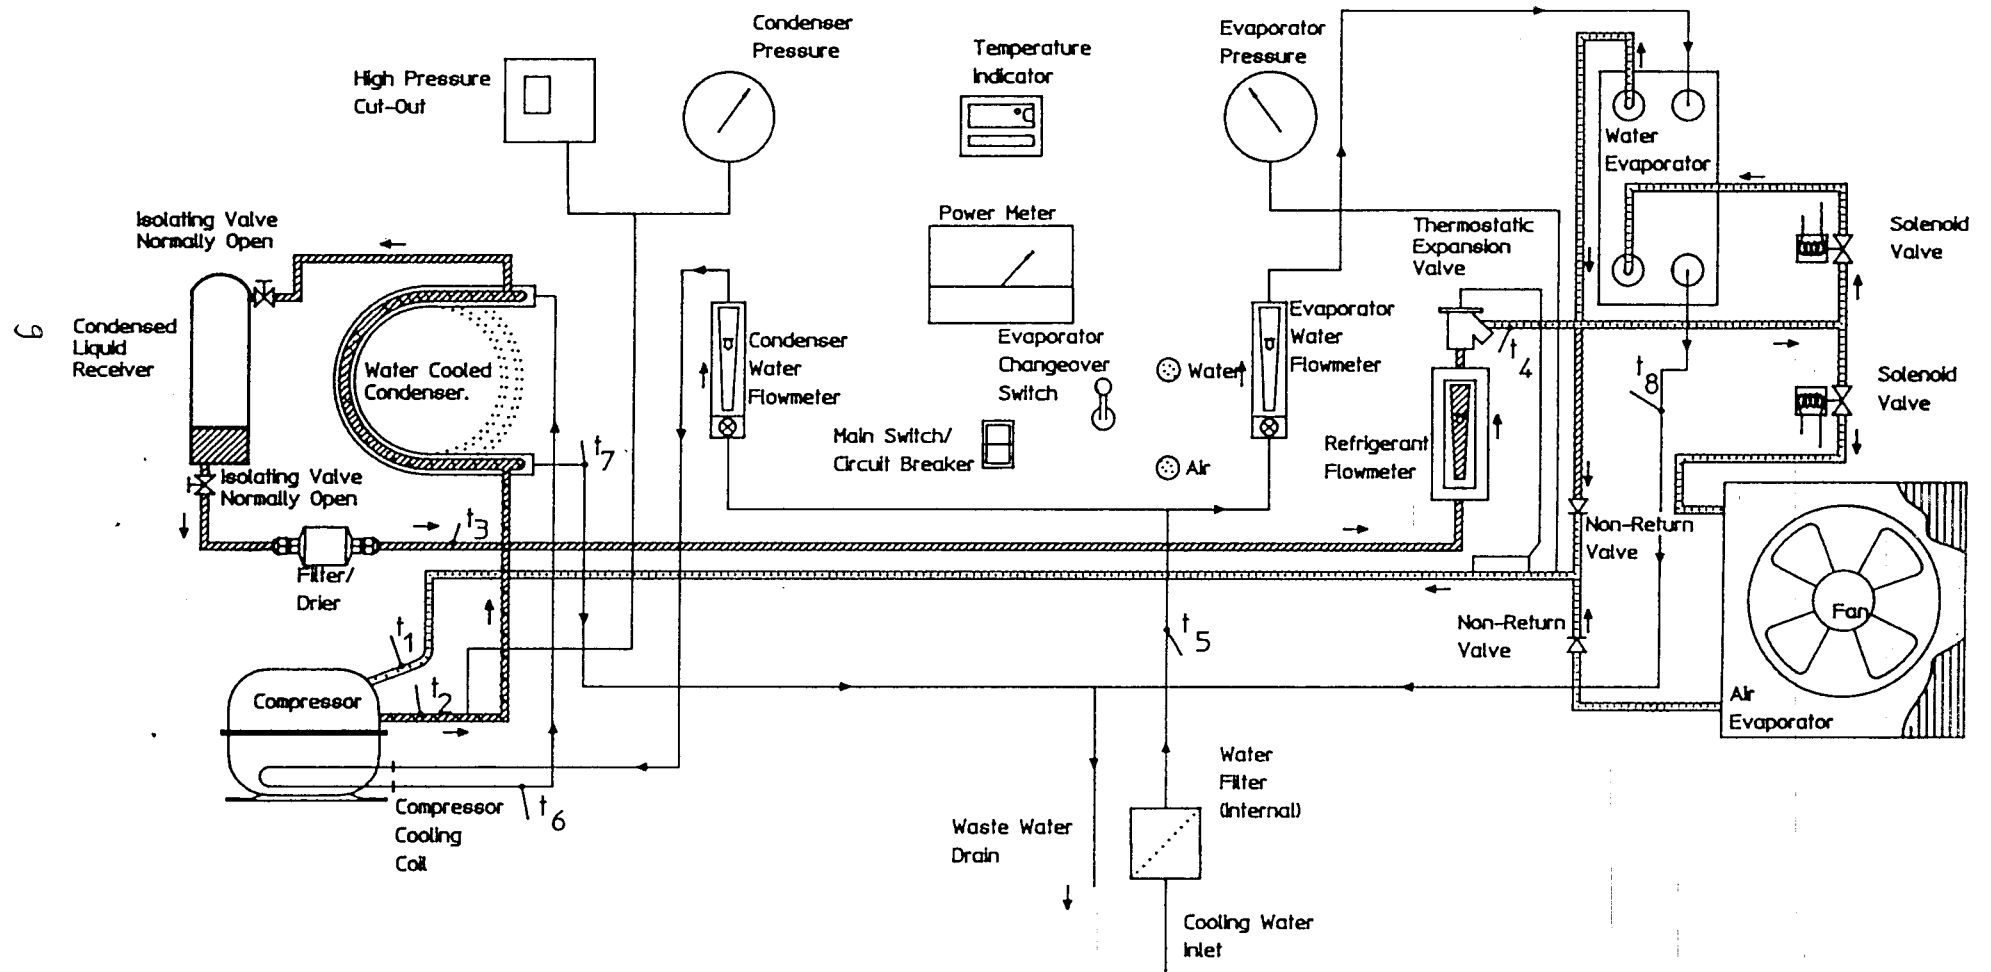 Condenser
Pressure
High Pressure
Cut-Out
Temperature
Indicator
Evaporator
Pressure
Water
Evaporator
Isolating Valve
Normally Open
Power Meter
Thermostatic
Expansion
Valve
Solenoid
Valve
Condensed
Liquid
Receiver
Water Cooled
Condenser.
Condenser
Water
Flowmeter
Evaporator
Changeover
Switch
Water
Evaporator
Water
Flowmeter
t4
t8
Solenoid
Valve
Main Switch/
Circuit Breaker
Air
Refrigerant
Flowmeter
t7
Isolating Valve
Normally Open
t3
Filter/
Drier
Non-Return
Valve
t1
t5
Non-Return
Valve
Fan
Compressor
t2
Air
Evaporator
t6
Compressor
Cooling
Coil
Water
Filter
(Internal)
Waste Water
Drain
Cooling Water
Inlet